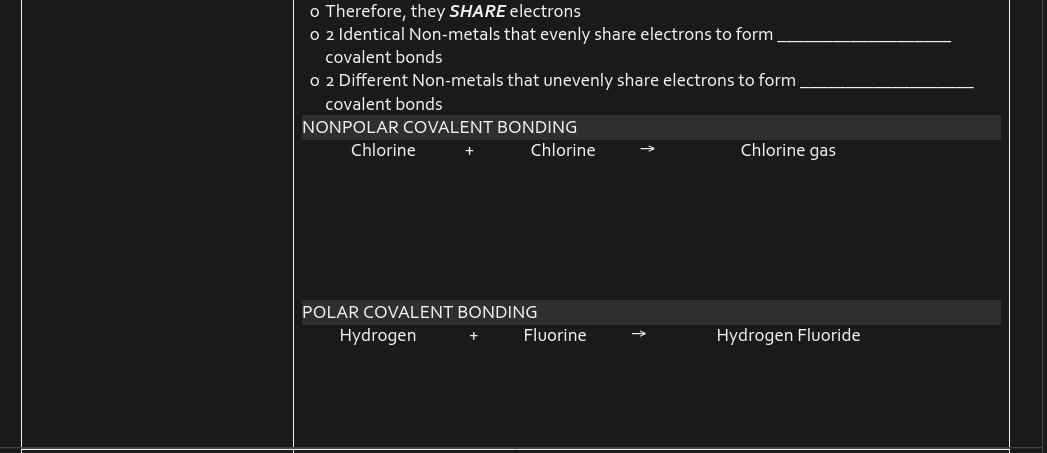 o Therefore, they SHARE electrons
o 2 Identical Non-metals that evenly share electrons to form ___________________
covalent bonds
o 2 Different Non-metals that unevenly share electrons to form ___________________
covalent bonds
NONPOLAR COVALENT BONDING
Chlorine + Chlorine → Chlorine gas
POLAR COVALENT BONDING
Hydrogen + Fluorine → Hydrogen Fluoride